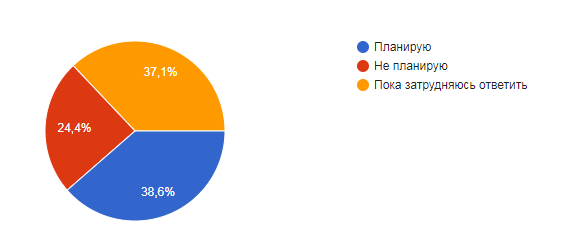 Планирую
37,1%
Не планирую
Пока затрудняюсь ответить
24,4%
38,6%